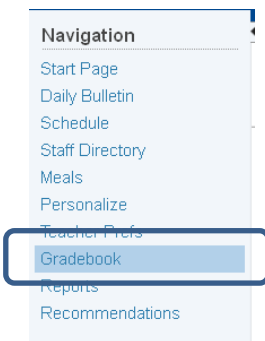 Navigation
Start Page
Daily Bulletin
Schedule
Staff Directory
Meals
Personalize
Teacher Prefs
Gradebook
Reports
Recommendations